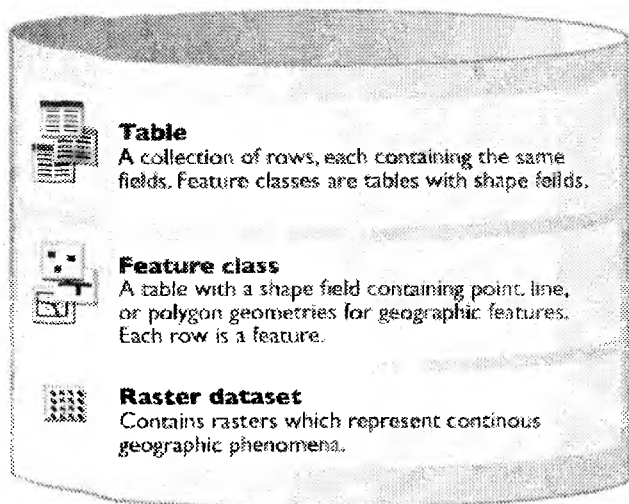 Table
A collection of rows, each containing the same
fields. Feature classes are tables with shape feilds.
Feature class
A table with a shape field containing point, line,
or polygon geometries for geographic features.
Each row is a feature.
Raster dataset
Contains rasters which represent continous
geographic phenomena.